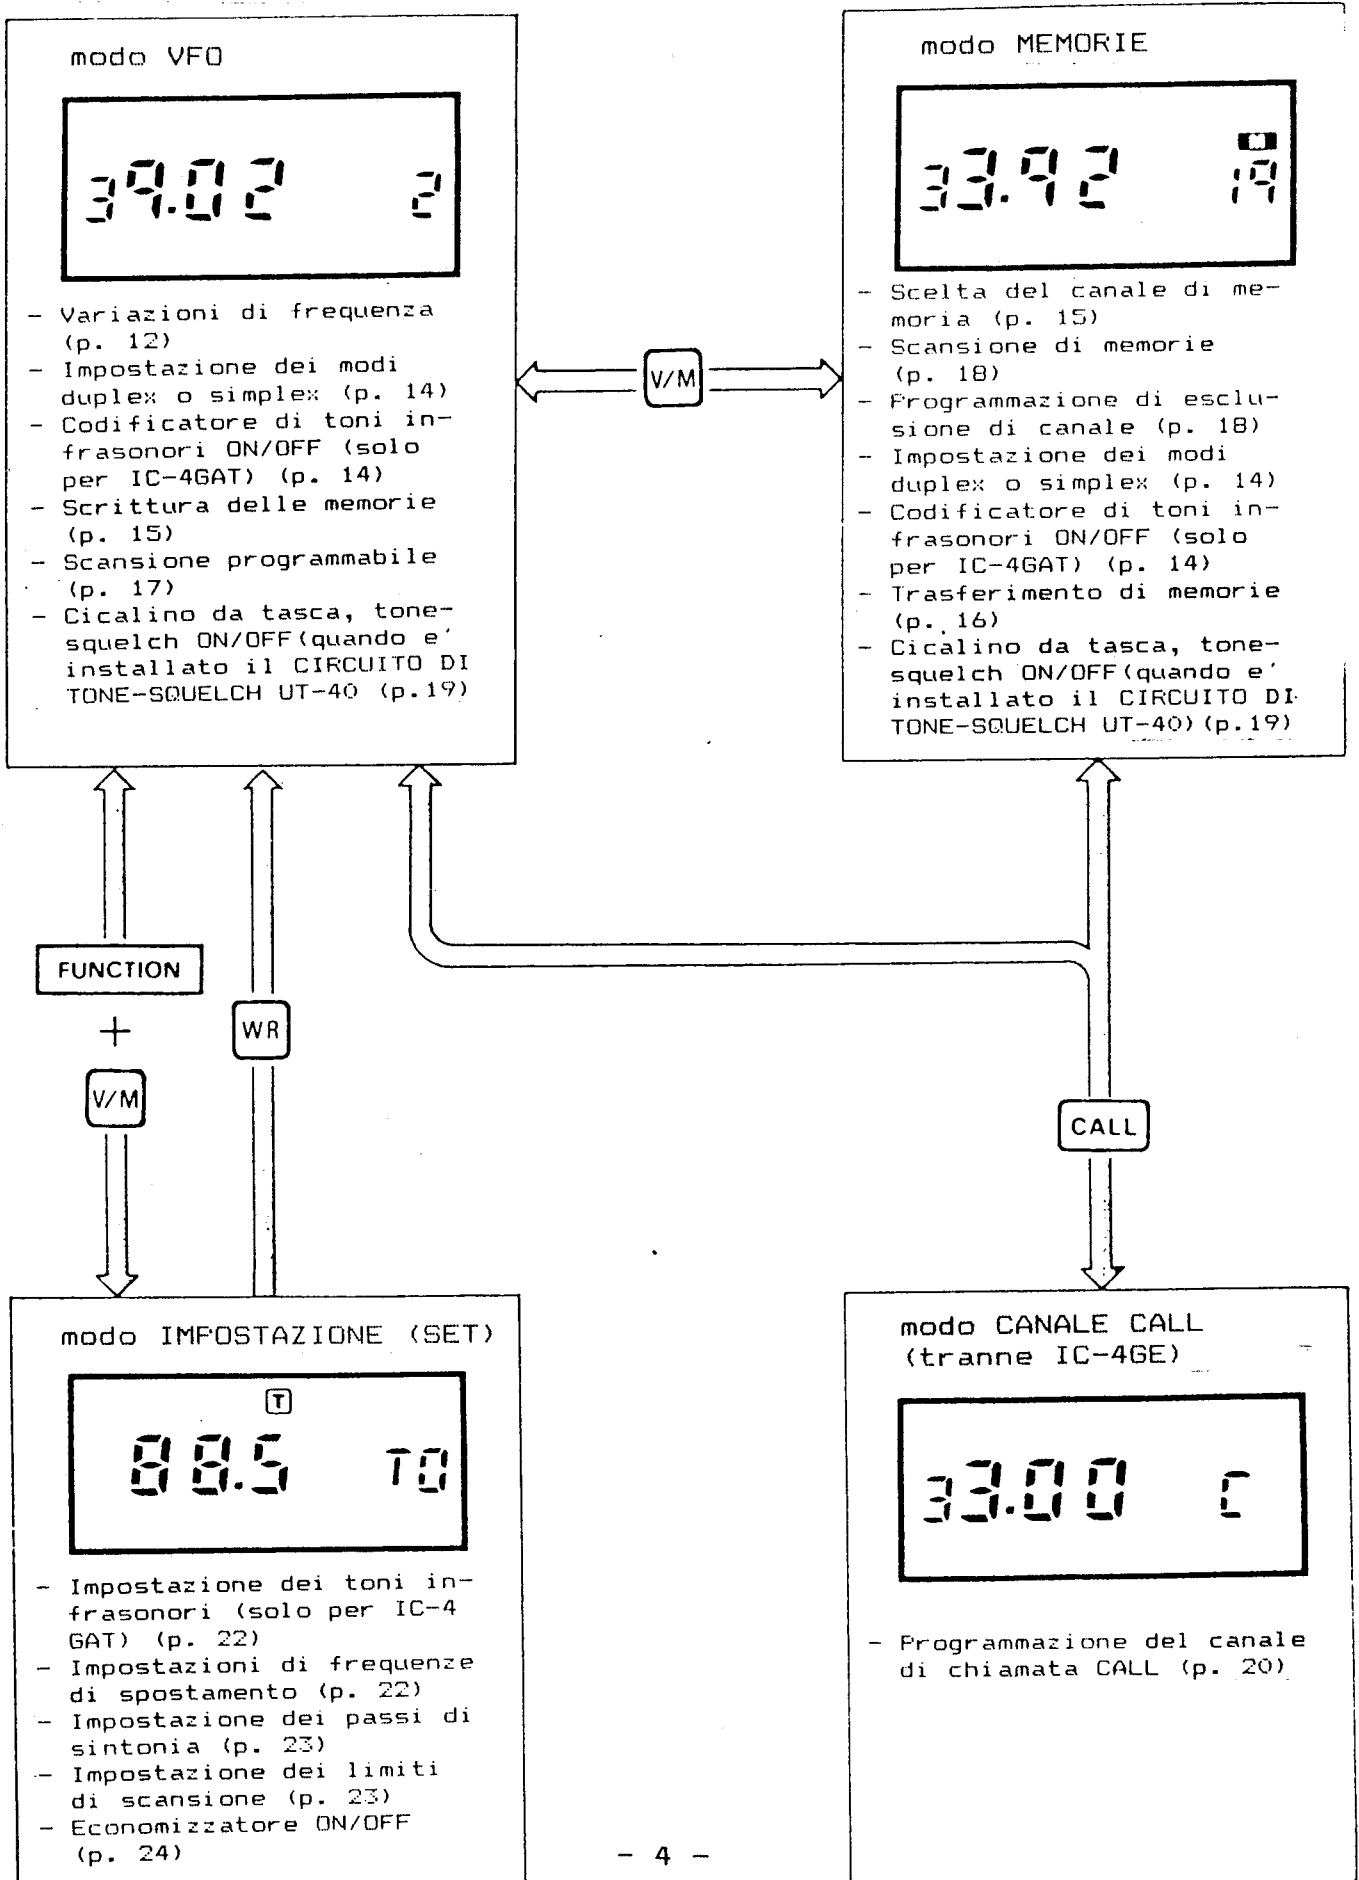 modo VFO
39.02 2
- Variazioni di frequenza
(p. 12)
- Impostazione dei modi
duplex o simplex (p. 14)
- Codificatore di toni in-
frasonori ON/OFF (solo
per IC-4GAT) (p. 14)
- Scrittura delle memorie
(p. 15)
- Scansione programmabile
(p. 17)
- Cicalino da tasca, tone-
squelch ON/OFF(quando e'
installato il CIRCUITO DI
TONE-SQUELCH UT-40 (p.19)
V/M
modo MEMORIE
M
33.92 19
- Scelta del canale di me-
moria (p. 15)
- Scansione di memorie
(p. 18)
- Programmazione di esclu-
sione di canale (p. 18)
- Impostazione dei modi
duplex o simplex (p. 14)
- Codificatore di toni in-
frasonori ON/OFF (solo
per IC-4GAT) (p. 14)
- Trasferimento di memorie
(p. 16)
- Cicalino da tasca, tone-
squelch ON/OFF(quando e'
installato il CIRCUITO DI
TONE-SQUELCH UT-40)(p.19)
FUNCTION
+
V/M
WR
CALL
modo IMPOSTAZIONE (SET)
T
88.5 T0
- Impostazione dei toni in-
frasonori (solo per IC-4
GAT) (p. 22)
- Impostazioni di frequenze
di spostamento (p. 22)
- Impostazione dei passi di
sintonia (p. 23)
- Impostazione dei limiti
di scansione (p. 23)
- Economizzatore ON/OFF
(p. 24)
modo CANALE CALL
(tranne IC-4GE)
33.00 C
- Programmazione del canale
di chiamata CALL (p. 20)
- 4 -